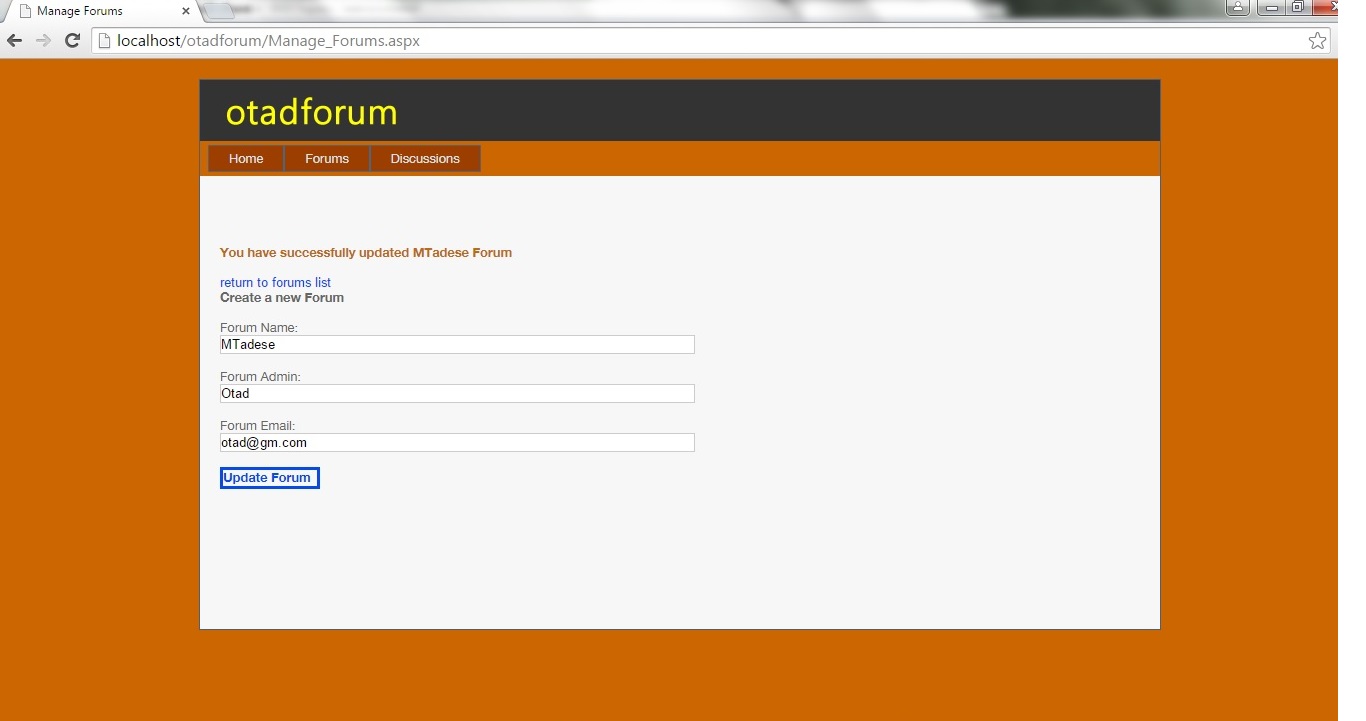 Manage Forums
localhost/otadforum/Manage_Forums.aspx
otadforum
Home Forums Discussions
You have successfully updated MTadese Forum
return to forums list
Create a new Forum
Forum Name:
MTadese
Forum Admin:
Otad
Forum Email:
otad@gm.com
Update Forum